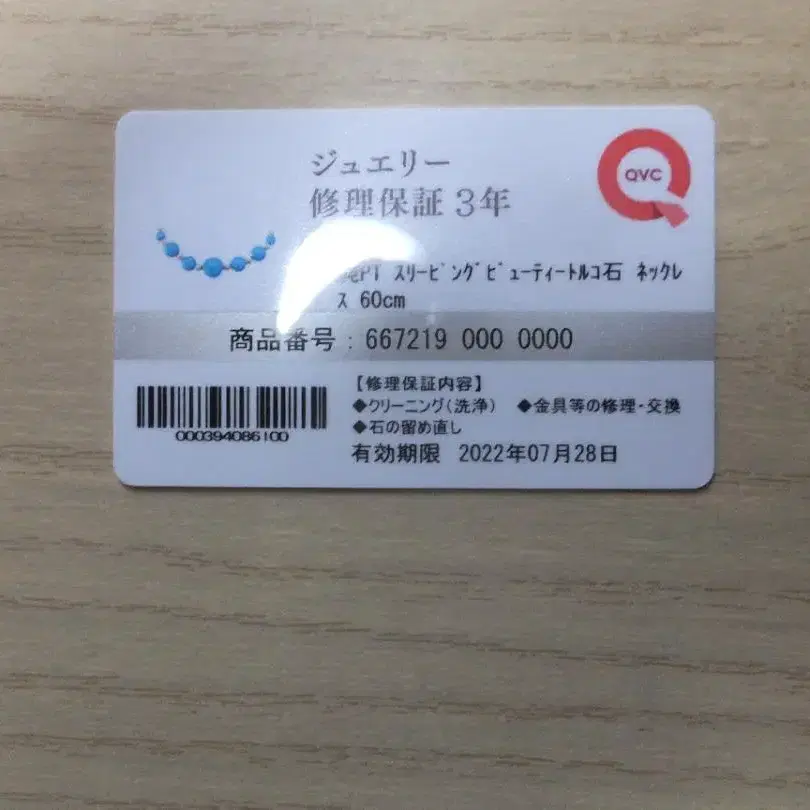 ジュエリー
修理保証3年
QVC
PT スリーピングビューティートルコ石 ネックレ
ス 60cm
商品番号：667219 000 0000
【修理保証内容】
◆クリーニング(洗浄) ◆金具等の修理・交換
◆石の留め直し
有効期限 2022年07月28日
000394086100